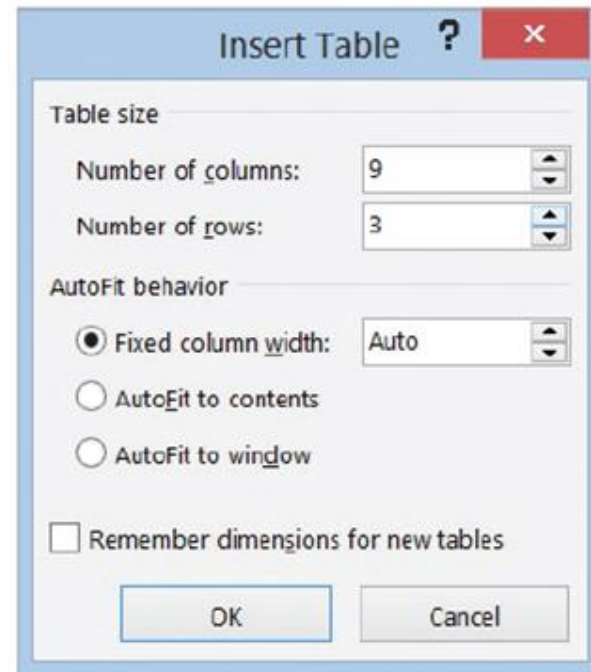 Insert Table ? ×
Table size
Number of columns: 9
Number of rows: 3
AutoFit behavior
Fixed column width: Auto
AutoFit to contents
AutoFit to window
Remember dimensions for new tables
OK Cancel